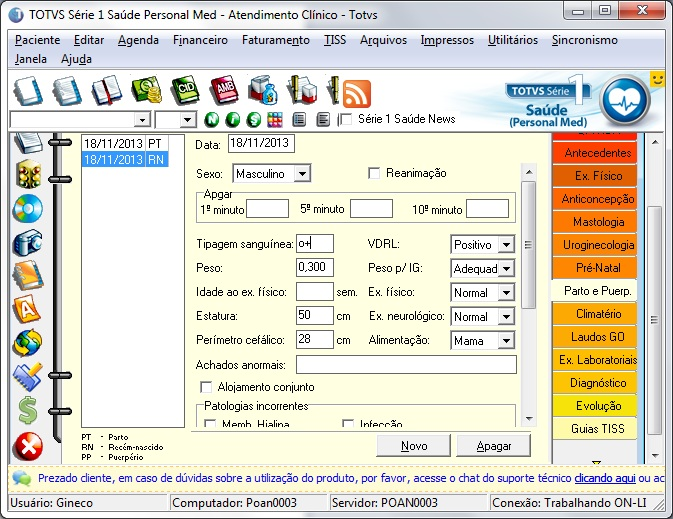 TOTVS Série 1 Saúde Personal Med - Atendimento Clínico - Totvs
Paciente Editar Agenda Financeiro Faturamento TISS Arquivos Impressos Utilitários Sincronismo
Janela Ajuda
CID AMB
TOTVS Série 1
Saúde
(Personal Med)
Série 1 Saúde News
18/11/2013 PT
18/11/2013 RN
Data: 18/11/2013
Sexo: Masculino Reanimação
Apgar
1º minuto 5º minuto 10º minuto
Tipagem sanguínea: o+ VDRL: Positivo
Peso: 0,300 Peso p/ IG: Adequad
Idade ao ex. físico: sem. Ex. físico: Normal
Estatura: 50 cm Ex. neurológico: Normal
Perímetro cefálico: 28 cm Alimentação: Mama
Achados anormais:
Alojamento conjunto
Patologias incorrentes
Memb. Hialina Infecção
PT - Parto
RN - Recém-nascido
PP - Puerpério
Novo Apagar
Antecedentes
Ex. Físico
Anticoncepção
Mastologia
Uroginecologia
Pré-Natal
Parto e Puerp.
Climatério
Laudos GO
Ex. Laboratoriais
Diagnóstico
Evolução
Guias TISS
Prezado cliente, em caso de dúvidas sobre a utilização do produto, por favor, acesse o chat do suporte técnico clicando aqui ou ac
Usuário: Gineco Computador: Poan0003 Servidor: POAN0003 Conexão: Trabalhando ON-LI